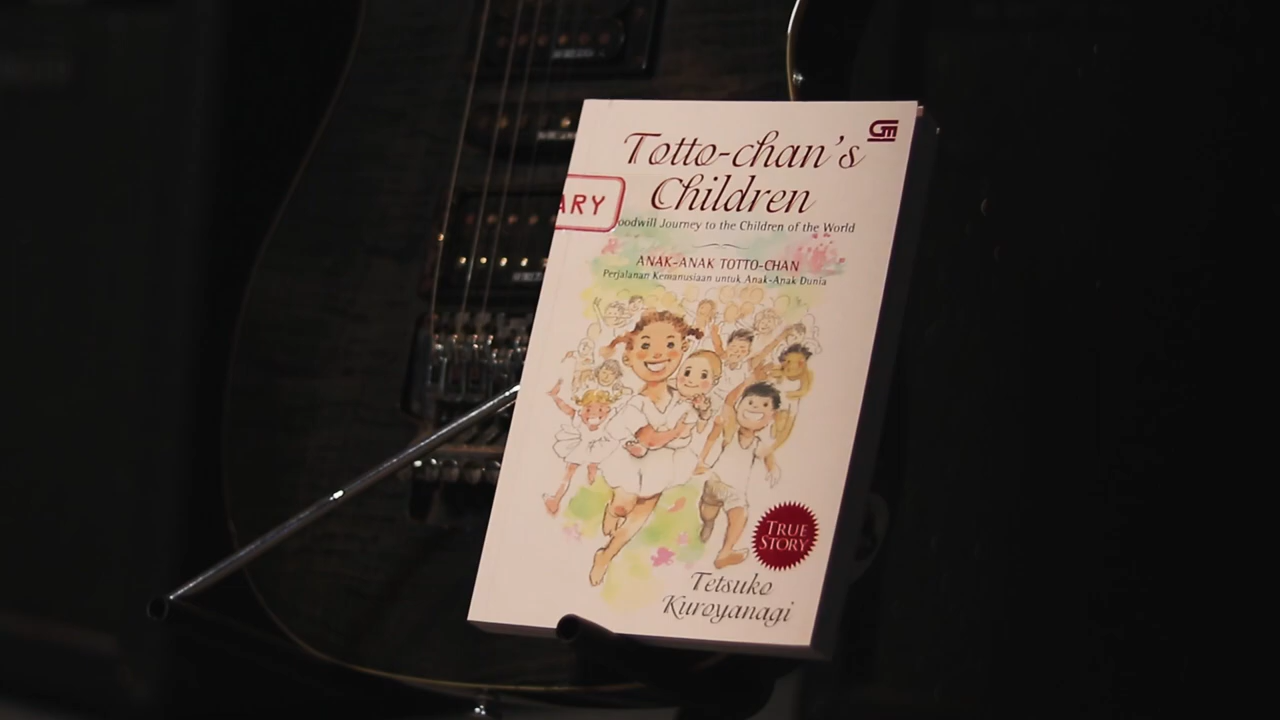 Totto-chan's
Children
ARY
oodwill Journey to the Children of the World
ANAK-ANAK TOTTO-CHAN
Perjalanan Kemanusiaan untuk Anak-Anak Dunia
TRUE
STORY
Tetsuko
Kuroyanagi